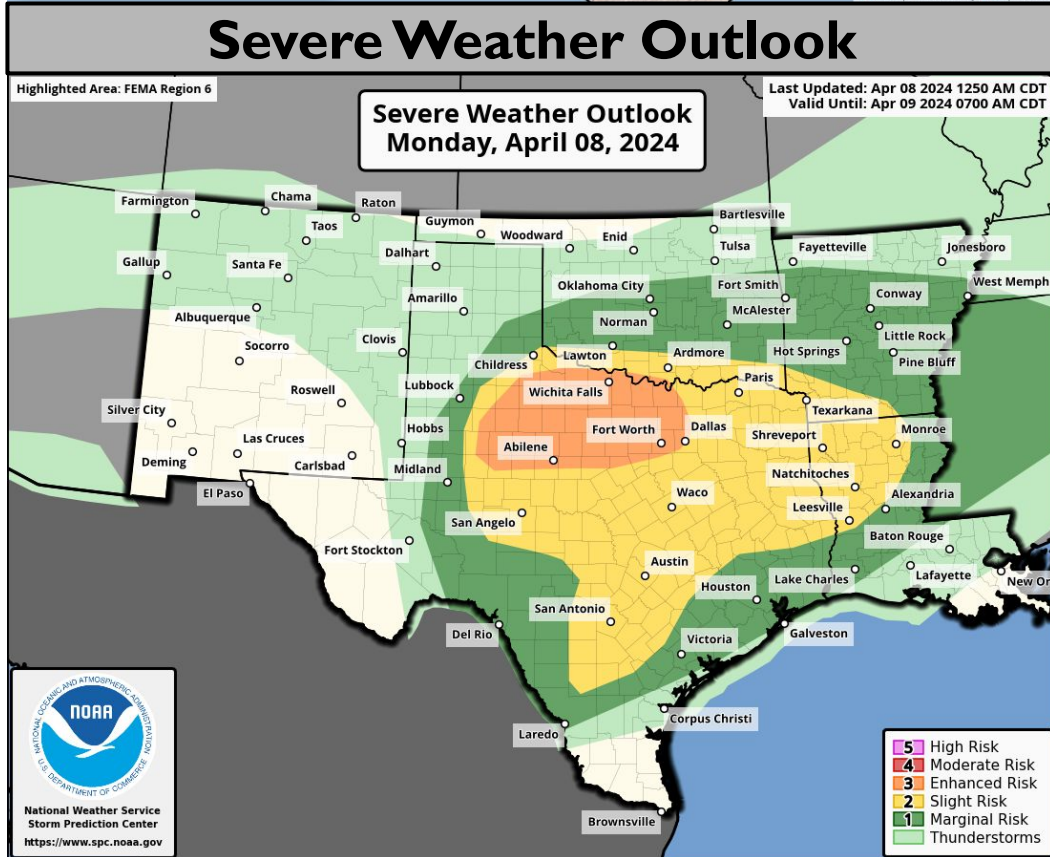 Severe Weather Outlook
Highlighted Area: FEMA Region 6
Last Updated: Apr 08 2024 1250 AM CDT
Valid Until: Apr 09 2024 0700 AM CDT
Severe Weather Outlook
Monday, April 08, 2024
Farmington
Chama
Raton
Taos
Guymon
Woodward
Enid
Bartlesville
Tulsa
Fayetteville
Jonesboro
Gallup
Santa Fe
Dalhart
Oklahoma City
Fort Smith
Conway
West Memph
Albuquerque
Amarillo
Norman
McAlester
Little Rock
Socorro
Clovis
Childress
Lawton
Ardmore
Hot Springs
Pine Bluff
Roswell
Lubbock
Wichita Falls
Paris
Texarkana
Silver City
Las Cruces
Hobbs
Fort Worth
Dallas
Shreveport
Monroe
Deming
Carlsbad
Midland
Abilene
Natchitoches
El Paso
San Angelo
Waco
Leesville
Alexandria
Fort Stockton
Austin
Baton Rouge
Houston
Lake Charles
Lafayette
New Or
San Antonio
Del Rio
Victoria
Galveston
Laredo
Corpus Christi
Brownsville
NATIONAL OCEANIC AND ATMOSPHERIC ADMINISTRATION
NOAA
U.S. DEPARTMENT OF COMMERCE
National Weather Service
Storm Prediction Center
https://www.spc.noaa.gov
5 High Risk
4 Moderate Risk
3 Enhanced Risk
2 Slight Risk
1 Marginal Risk
Thunderstorms